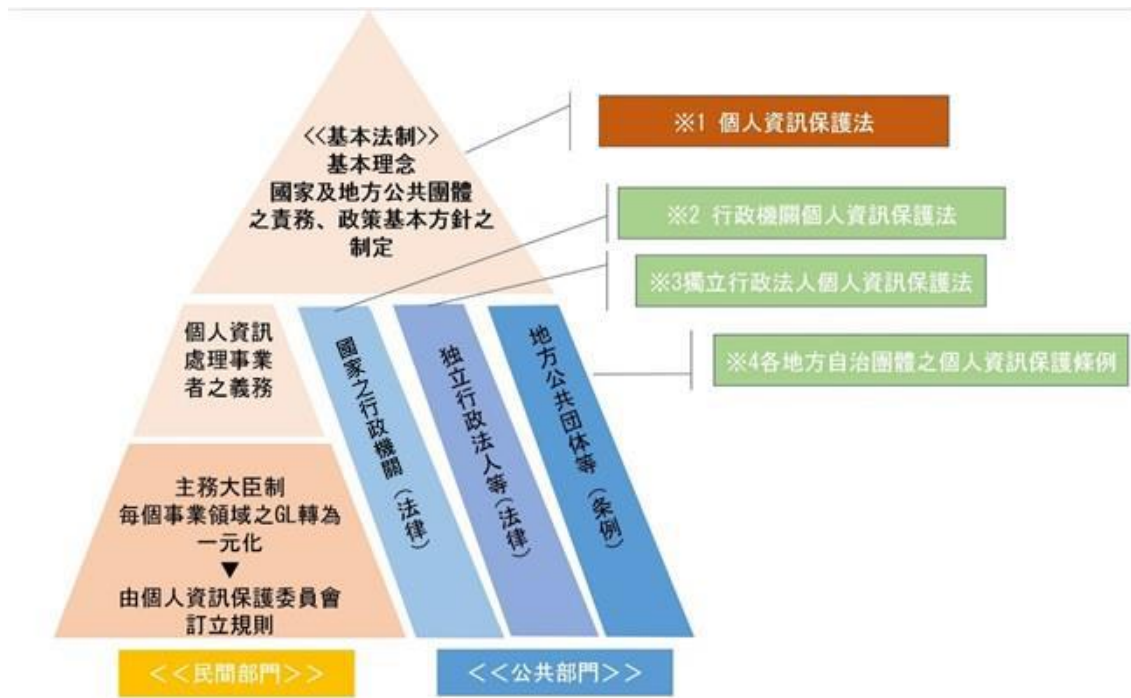 <<基本法制>>
基本理念
國家及地方公共團體
之責務、政策基本方針之
制定
※1 個人資訊保護法
※2 行政機關個人資訊保護法
※3獨立行政法人個人資訊保護法
※4各地方自治團體之個人資訊保護條例
個人資訊
處理事業
者之義務
國家之行政機關（法律）
独立行政法人等（法律）
地方公共団体等（条例）
主務大臣制
每個事業領域之GL轉為
一元化
▼
由個人資訊保護委員會
訂立規則
＜＜民間部門＞＞
＜＜公共部門＞＞